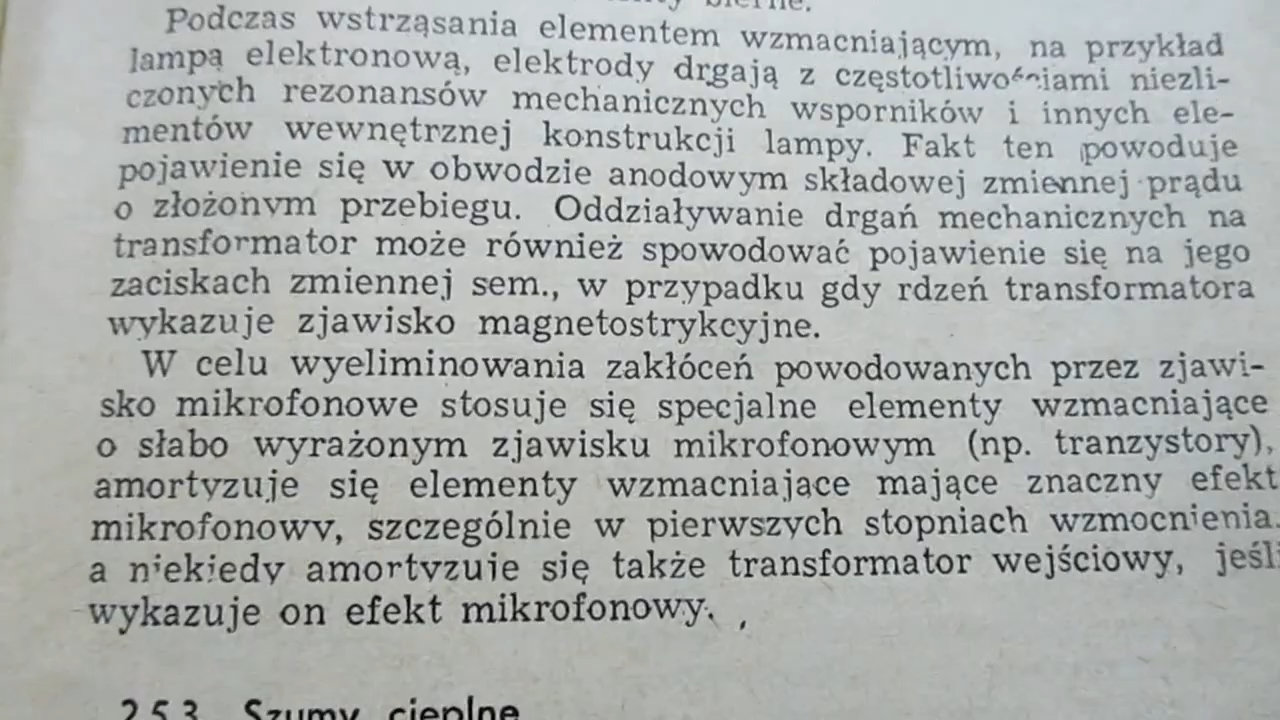 bierne.
Podczas wstrząsania elementem wzmacniającym, na przykład
lampą elektronową, elektrody drgają z częstotliwościami niezli-
czonych rezonansów mechanicznych wsporników i innych ele-
mentów wewnętrznej konstrukcji lampy. Fakt ten powoduje
pojawienie się w obwodzie anodowym składowej zmiennej prądu
o złożonym przebiegu. Oddziaływanie drgań mechanicznych na
transformator może również spowodować pojawienie się na jego
zaciskach zmiennej sem., w przypadku gdy rdzeń transformatora
wykazuje zjawisko magnetostrykcyjne.
W celu wyeliminowania zakłóceń powodowanych przez zjawi-
sko mikrofonowe stosuje się specjalne elementy wzmacniające
o słabo wyrażonym zjawisku mikrofonowym (np. tranzystory),
amortyzuje się elementy wzmacniające mające znaczny efekt
mikrofonowy, szczególnie w pierwszych stopniach wzmocnienia,
a niekiedy amortyzuje się także transformator wejściowy, jeśli
wykazuje on efekt mikrofonowy.
2.5.3. Szumy cieplne